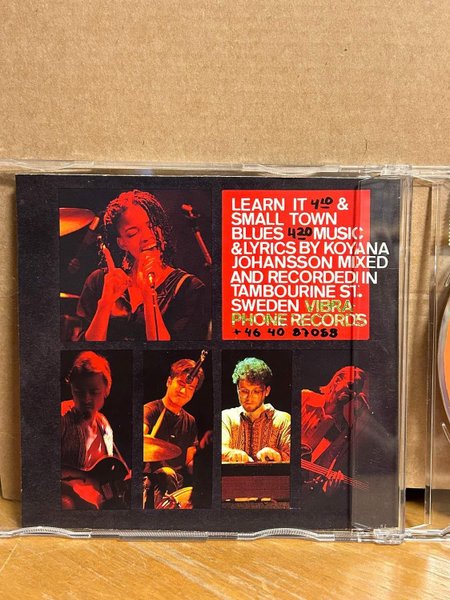 LEARN IT 4.10 &
SMALL TOWN
BLUES 4.20 MUSIC
& LYRICS BY KOYANA
JOHANSSON MIXED
AND RECORDED IN
TAMBOURINE ST.
SWEDEN VIBRA
PHONE RECORDS
+46 40 87058